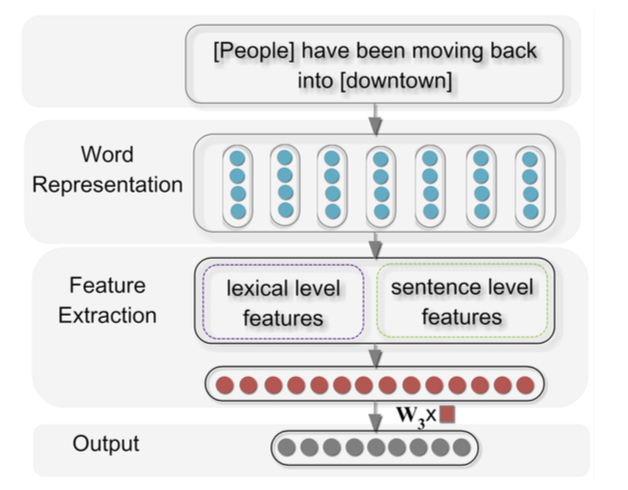 [People] have been moving back
into [downtown]
Word
Representation
Feature
Extraction
lexical level
features
sentence level
features
W3x
Output